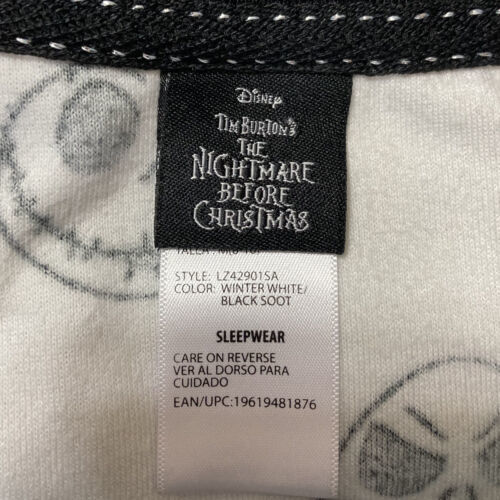 Disney
TIM BURTON'S
THE
NIGHTMARE
BEFORE
CHRISTMAS
STYLE: LZ42901SA
COLOR: WINTER WHITE/
BLACK SOOT
SLEEPWEAR
CARE ON REVERSE
VER AL DORSO PARA
CUIDADO
EAN/UPC:19619481876